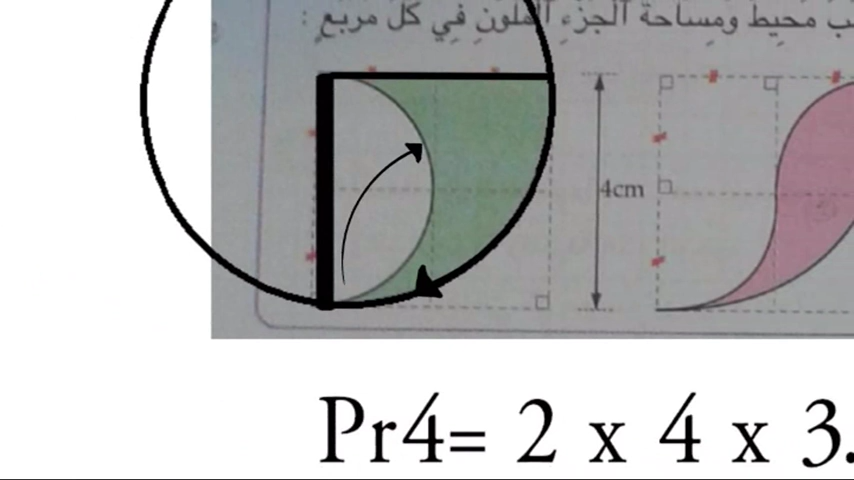 محيط ومساحة الجزء الملون في كل مربع :
4cm
Pr4= 2 x 4 x 3.